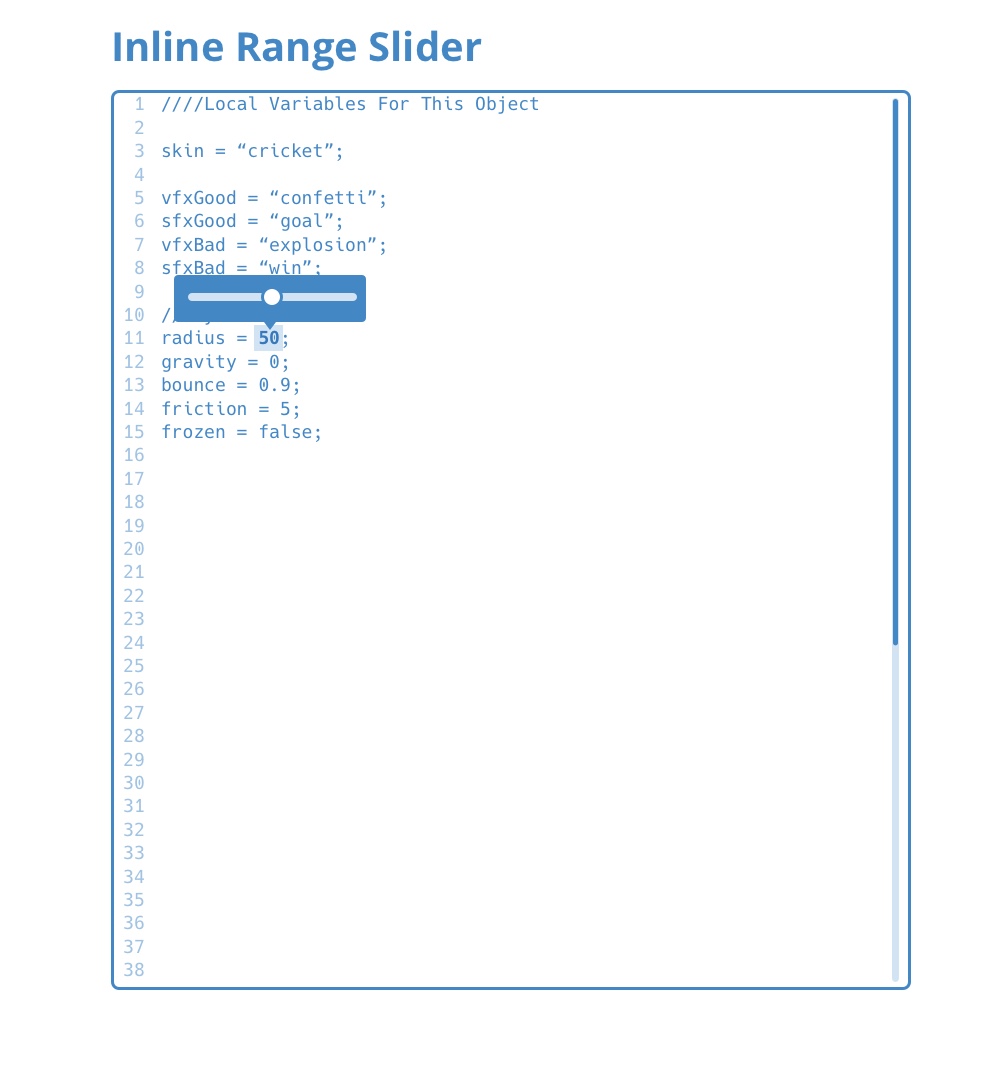 Inline Range Slider
1 ////Local Variables For This Object
2
3 skin = “cricket”;
4
5 vfxGood = “confetti”;
6 sfxGood = “goal”;
7 vfxBad = “explosion”;
8 sfxBad = “win”;
9
10
11 radius = 50;
12 gravity = 0;
13 bounce = 0.9;
14 friction = 5;
15 frozen = false;
16
17
18
19
20
21
22
23
24
25
26
27
28
29
30
31
32
33
34
35
36
37
38